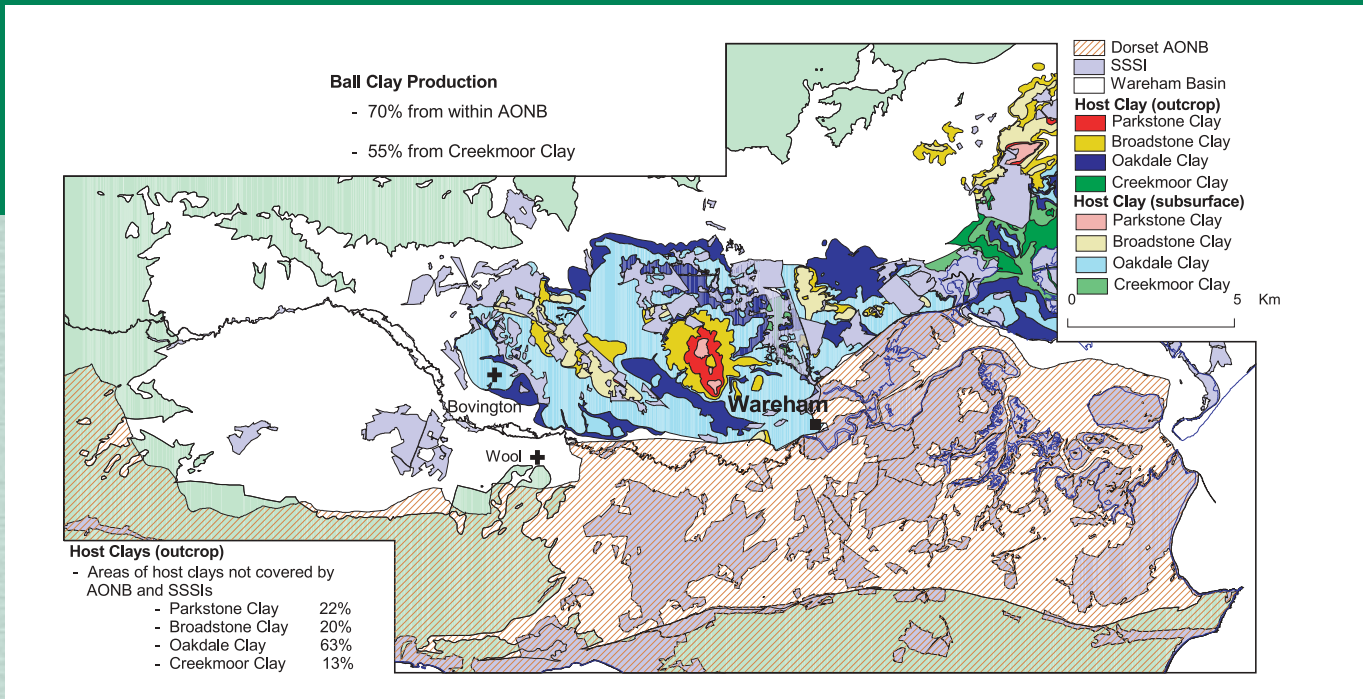 Ball Clay Production
- 70% from within AONB
- 55% from Creekmoor Clay
Dorset AONB
SSSI
Wareham Basin
Host Clay (outcrop)
Parkstone Clay
Broadstone Clay
Oakdale Clay
Creekmoor Clay
Host Clay (subsurface)
Parkstone Clay
Broadstone Clay
Oakdale Clay
Creekmoor Clay
0 5 Km
Bovington
Wareham
Wool
Host Clays (outcrop)
- Areas of host clays not covered by
AONB and SSSIs
- Parkstone Clay 22%
- Broadstone Clay 20%
- Oakdale Clay 63%
- Creekmoor Clay 13%